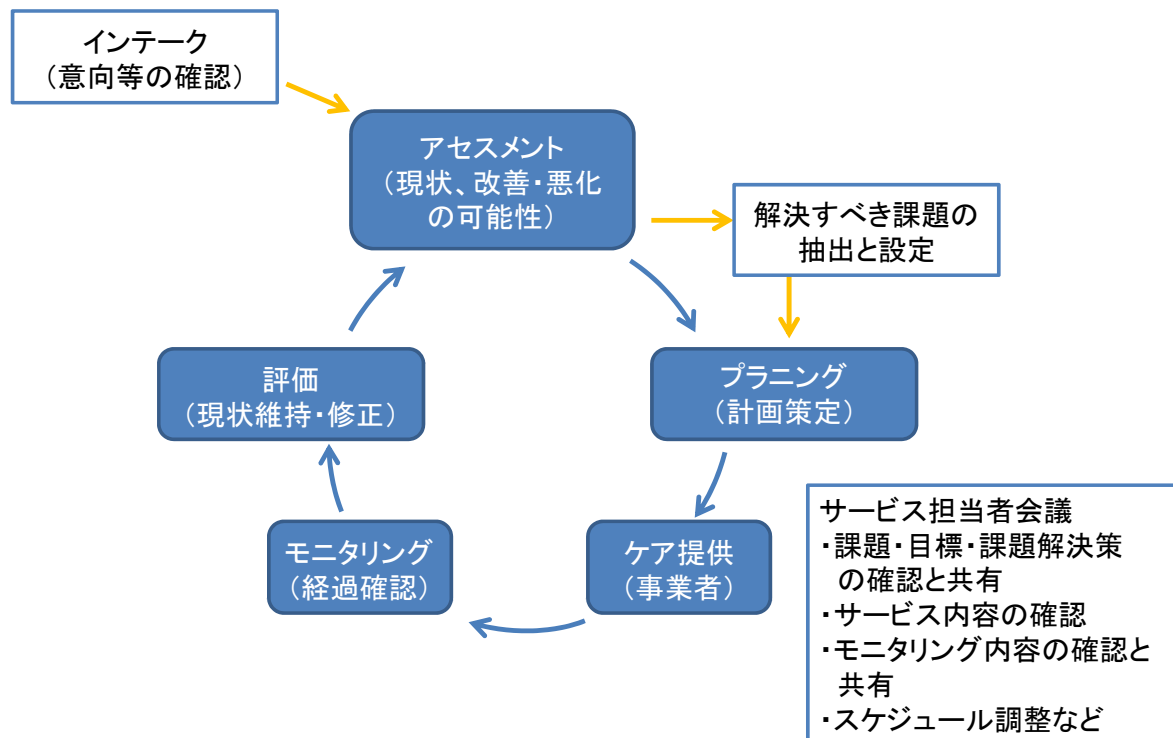 インテーク
（意向等の確認）
アセスメント
（現状、改善・悪化
の可能性）
解決すべき課題の
抽出と設定
評価
（現状維持・修正）
プラニング
（計画策定）
モニタリング
（経過確認）
ケア提供
（事業者）
サービス担当者会議
・課題・目標・課題解決策
の確認と共有
・サービス内容の確認
・モニタリング内容の確認と
共有
・スケジュール調整など